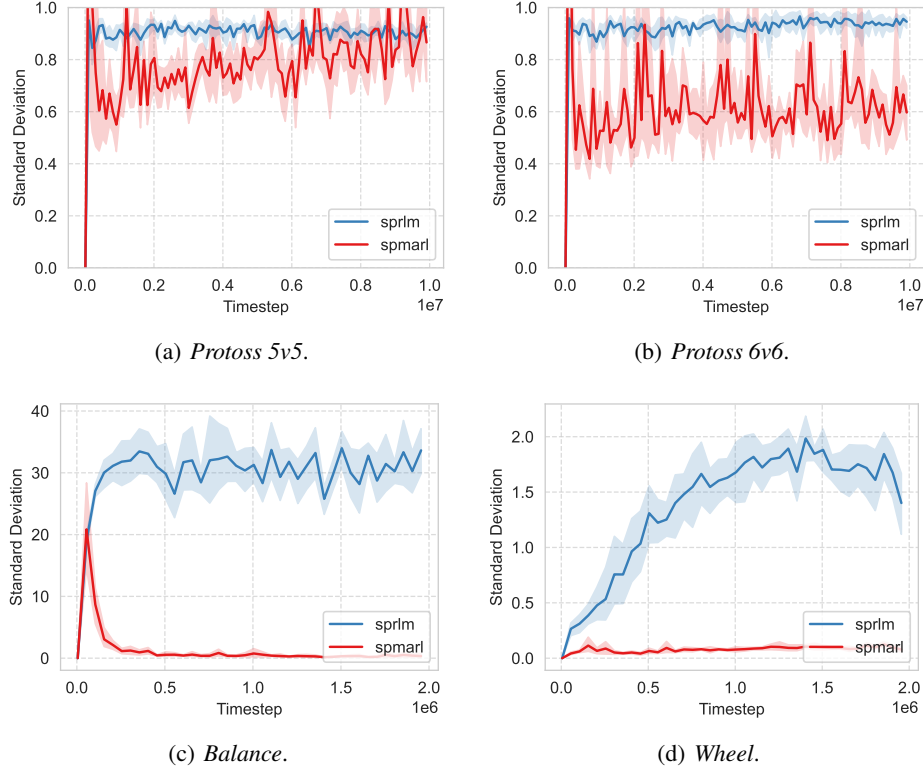 1.0
0.8
0.6
0.4
0.2
0.0
Standard Deviation
sprlm
spmarl
0.0 0.2 0.4 0.6 0.8 1.0
Timestep
1e7
(a) Protoss 5v5.
1.0
0.8
0.6
0.4
0.2
0.0
Standard Deviation
sprlm
spmarl
0.0 0.2 0.4 0.6 0.8 1.0
Timestep
1e7
(b) Protoss 6v6.
40
30
20
10
0
Standard Deviation
sprlm
spmarl
0.0 0.5 1.0 1.5 2.0
Timestep
1e6
(c) Balance.
2.0
1.5
1.0
0.5
0.0
Standard Deviation
sprlm
spmarl
0.0 0.5 1.0 1.5 2.0
Timestep
1e6
(d) Wheel.